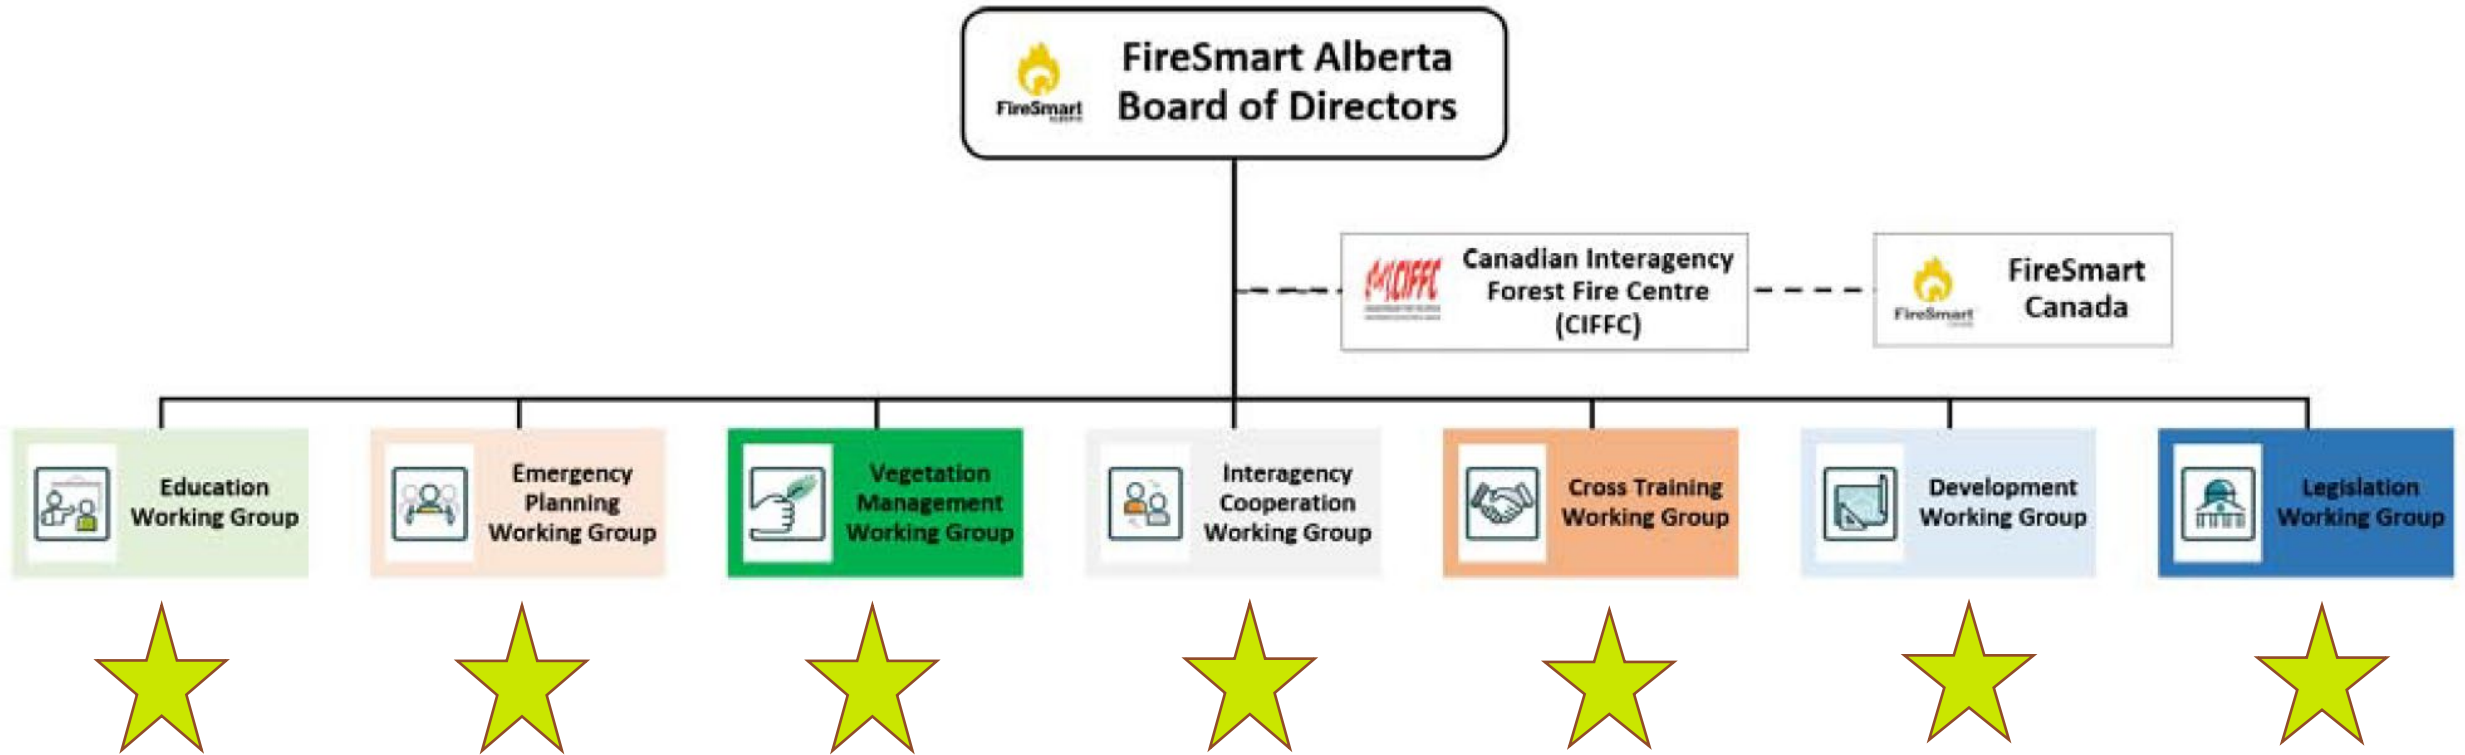 FireSmart Alberta
Board of Directors
FireSmart
ALBERTA
Canadian Interagency
Forest Fire Centre
(CIFFC)
CIFFC
FireSmart
Canada
FireSmart
Education
Working Group
Emergency
Planning
Working Group
Vegetation
Management
Working Group
Interagency
Cooperation
Working Group
Cross Training
Working Group
Development
Working Group
Legislation
Working Group